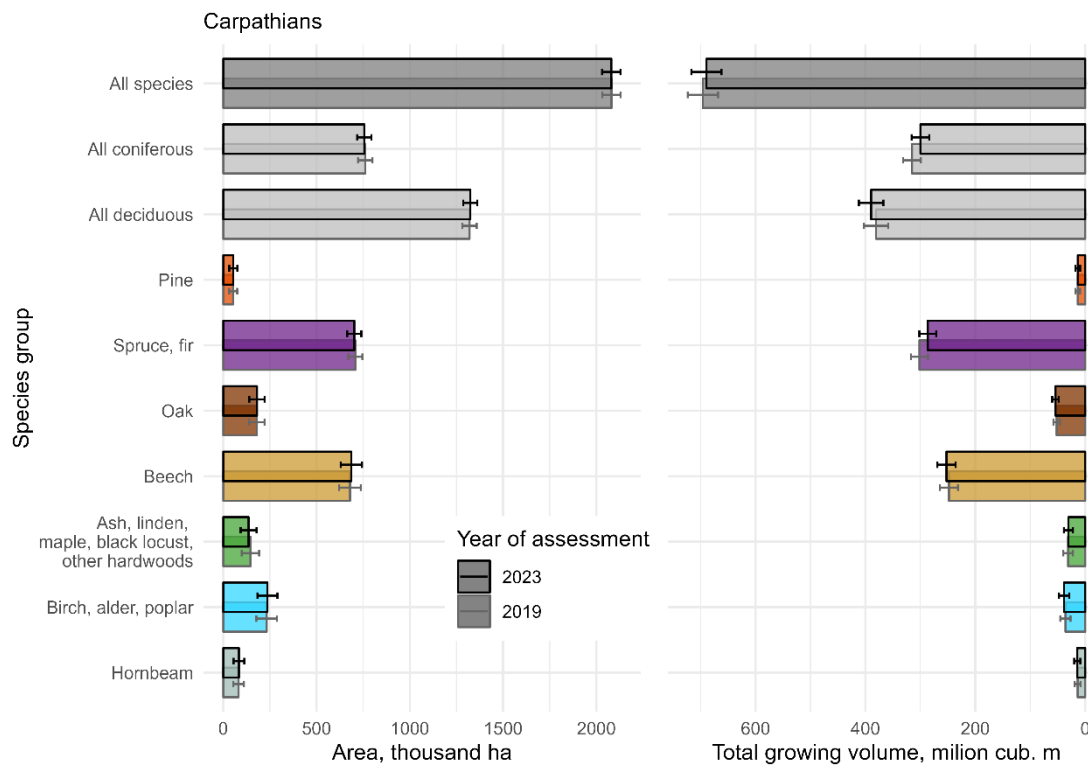 Carpathians
Species group
All species
All coniferous
All deciduous
Pine
Spruce, fir
Oak
Beech
Ash, linden,
maple, black locust,
other hardwoods
Birch, alder, poplar
Hornbeam
Year of assessment
2023
2019
0 500 1000 1500 2000
600 400 200 0
Area, thousand ha
Total growing volume, milion cub. m